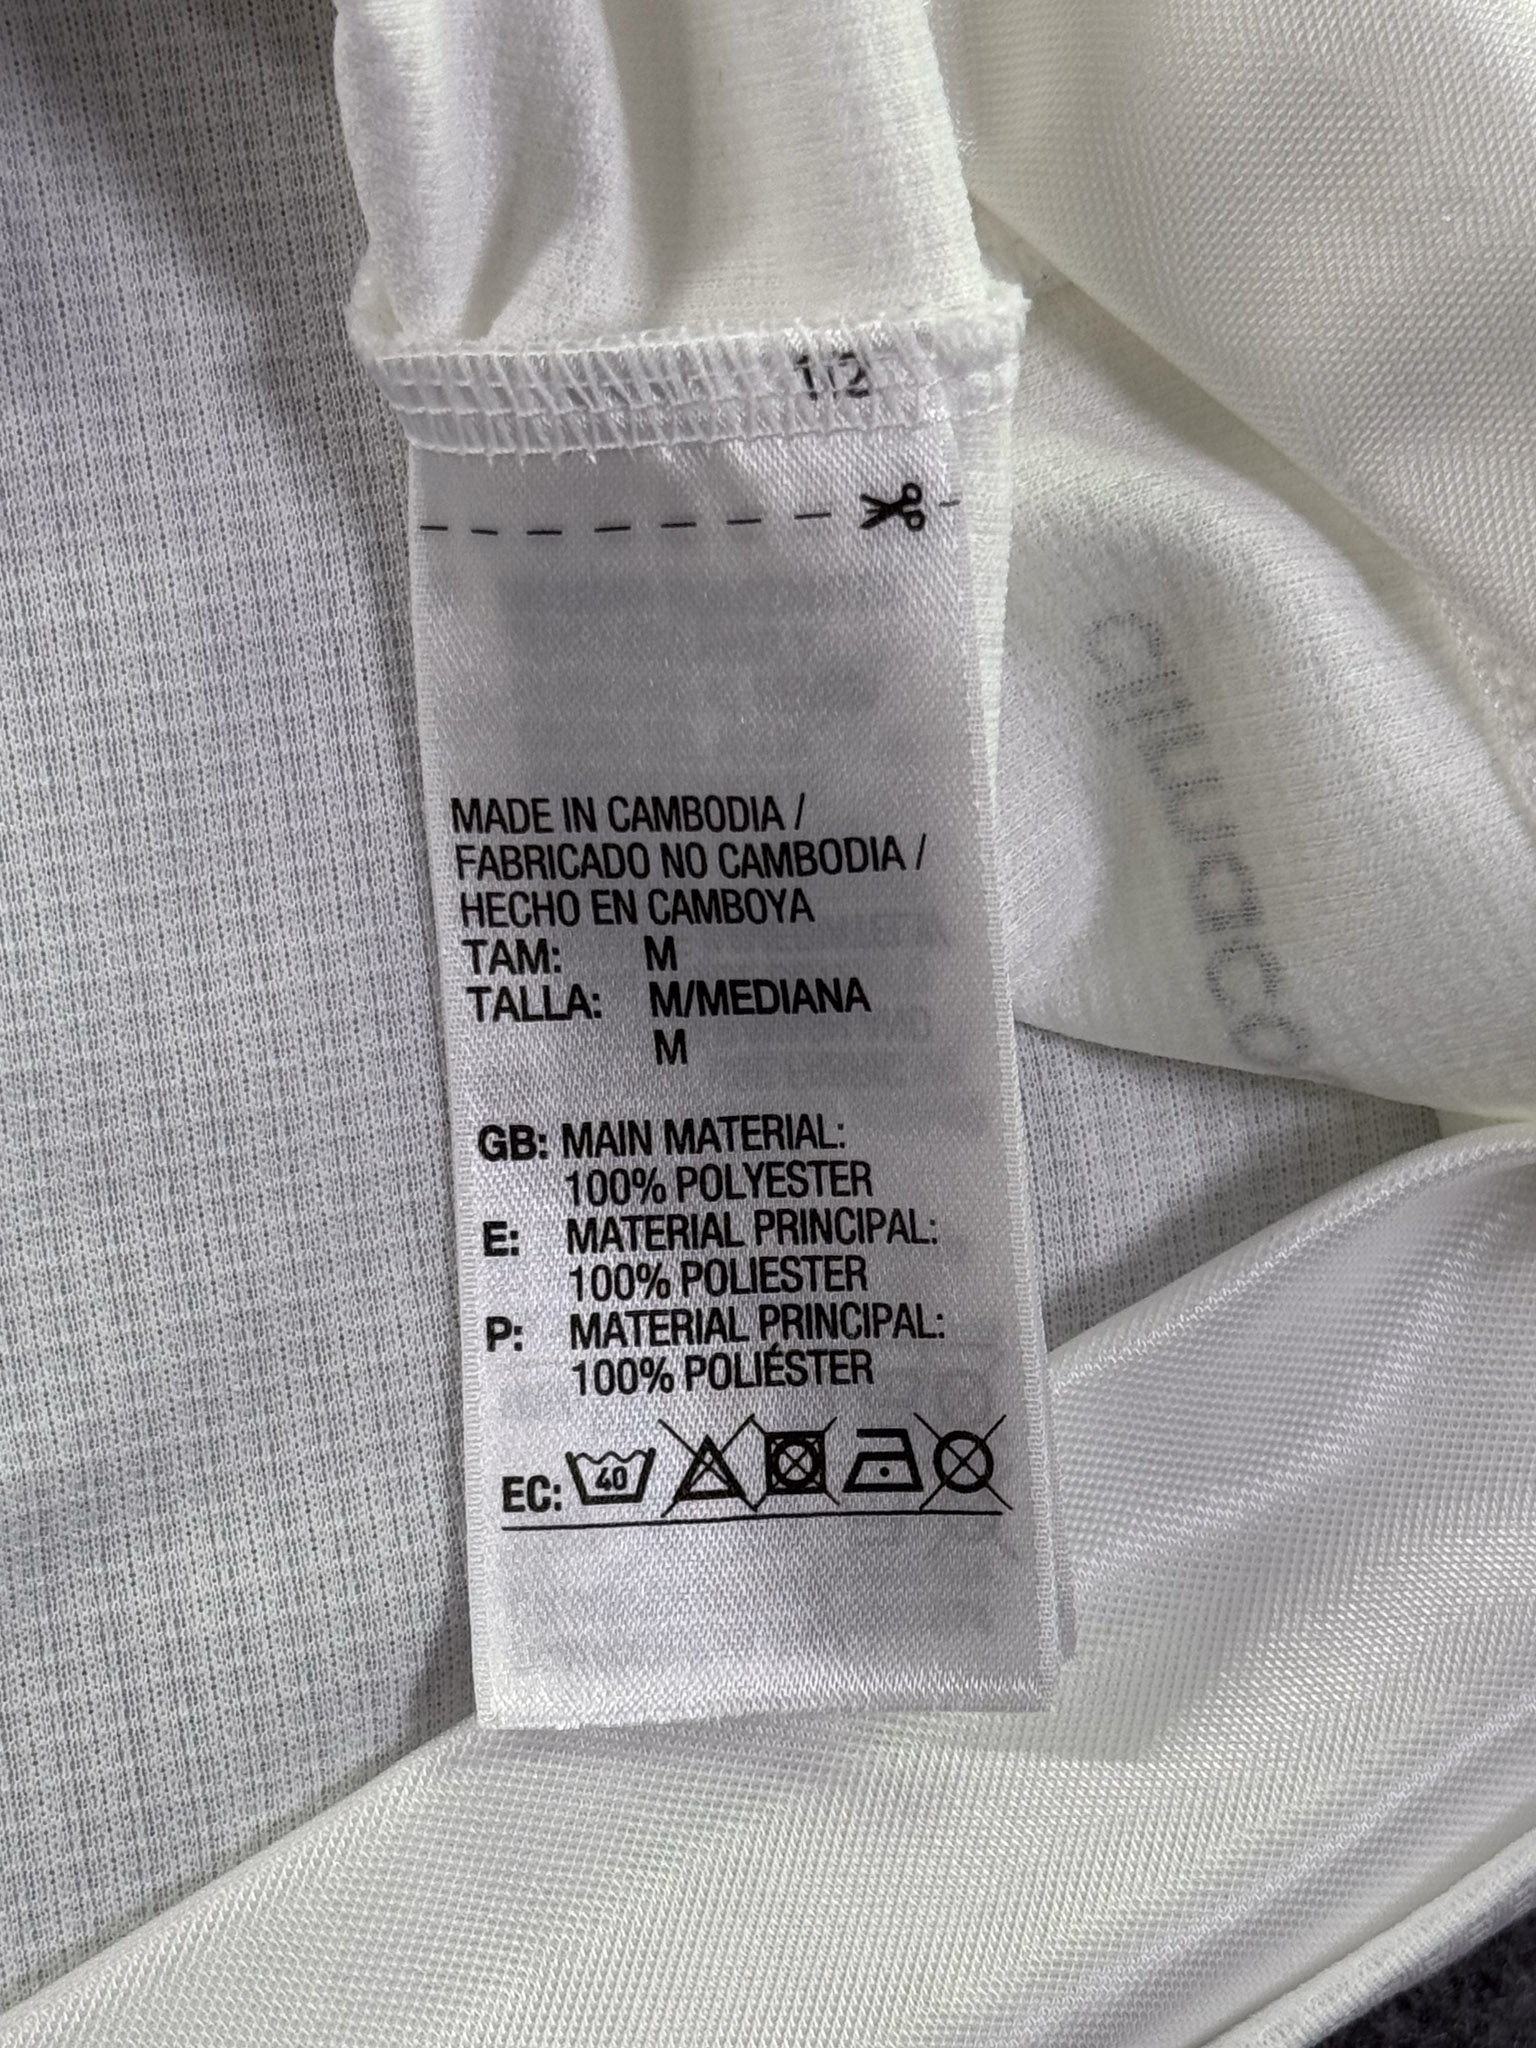 1/2
MADE IN CAMBODIA /
FABRICADO NO CAMBODIA /
HECHO EN CAMBOYA
TAM: M
TALLA: M/MEDIANA
M
GB: MAIN MATERIAL:
100% POLYESTER
E: MATERIAL PRINCIPAL:
100% POLIESTER
P: MATERIAL PRINCIPAL:
100% POLIÉSTER
EC: 40